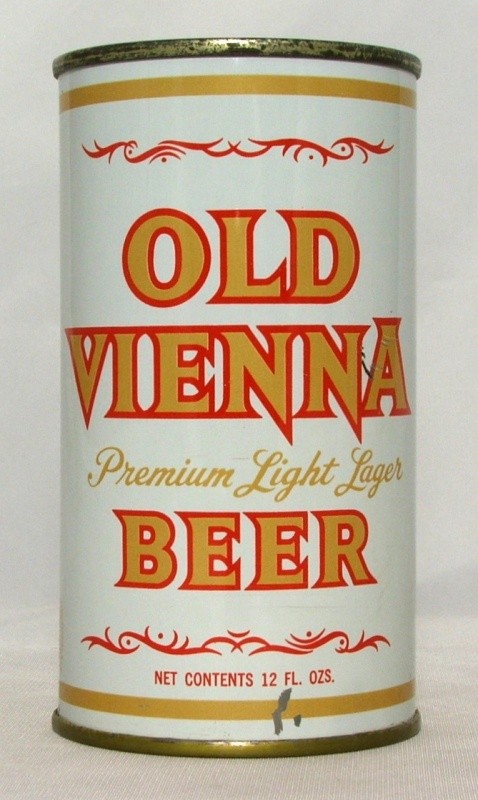 OLD
VIENNA
Premium Light Lager
BEER
NET CONTENTS 12 FL. OZS.